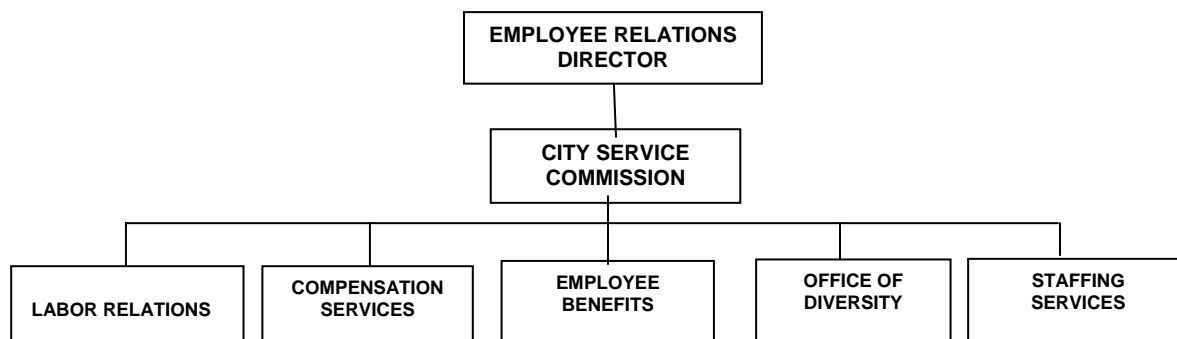 EMPLOYEE RELATIONS
DIRECTOR
CITY SERVICE
COMMISSION
LABOR RELATIONS
COMPENSATION
SERVICES
EMPLOYEE
BENEFITS
OFFICE OF
DIVERSITY
STAFFING
SERVICES